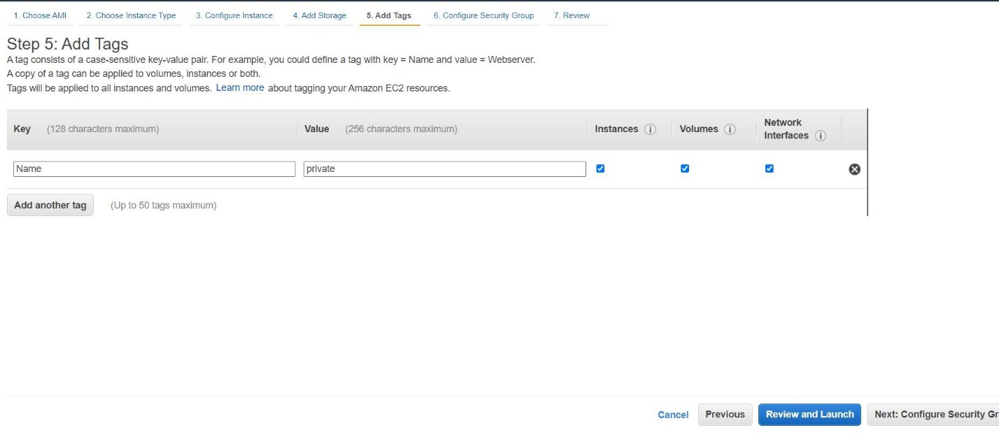 1. Choose AMI 2. Choose Instance Type 3. Configure Instance 4. Add Storage 5. Add Tags 6. Configure Security Group 7. Review
Step 5: Add Tags
A tag consists of a case-sensitive key-value pair. For example, you could define a tag with key = Name and value = Webserver.
A copy of a tag can be applied to volumes, instances or both.
Tags will be applied to all instances and volumes. Learn more about tagging your Amazon EC2 resources.
Key (128 characters maximum) Value (256 characters maximum) Instances i Volumes i Network
Interfaces i
Name private
Add another tag (Up to 50 tags maximum)
Cancel Previous Review and Launch Next: Configure Security Gr